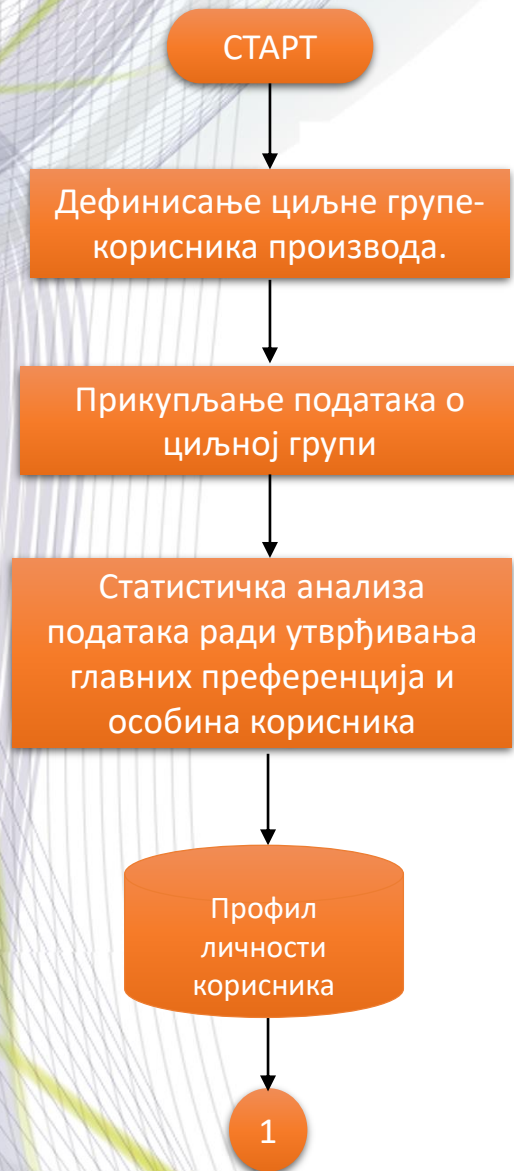 СТАРТ
Дефинисање циљне групе-
корисника производа.
Прикупљање података о
циљној групи
Статистичка анализа
података ради утврђивања
главних преференција и
особина корисника
Профил
личности
корисника
1